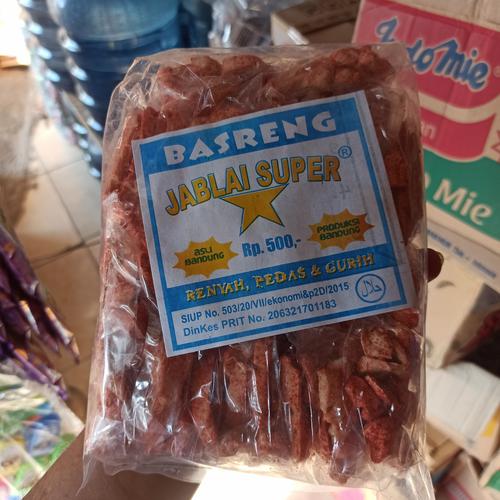 BASRENG
JABLAI SUPER ®
ASLI
BANDUNG
Rp. 500,-
PRODUKSI
BANDUNG
RENYAH, PEDAS & GURIH
SIUP No. 503/20/VII/ekonomi&p2D/2015
DinKes PRIT No. 206321701183
حلال
Indomie
Mie